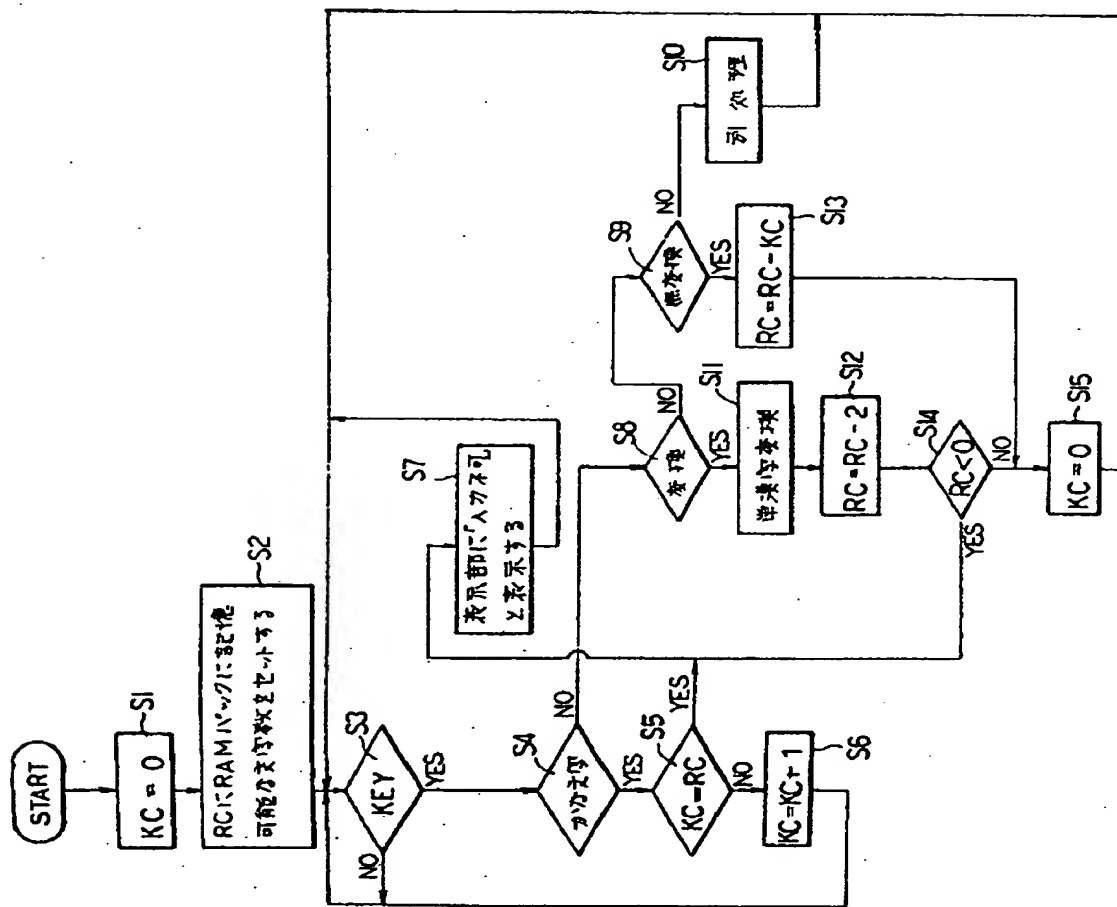 START
S1
KC = 0
S2
RCにRAMパックに記憶
可能な文字数をセットする
S3
KEY
NO
YES
S4
かな文字
NO
YES
S5
KC=RC
YES
NO
S6
KC=KC+1
S7
表示部に「入力不可」
と表示する
S8
変換
NO
YES
S9
無変換
NO
YES
S10
別処理
S11
単漢字変換
S12
RC=RC-2
S13
RC=RC-KC
S14
RC<0
YES
NO
S15
KC=0